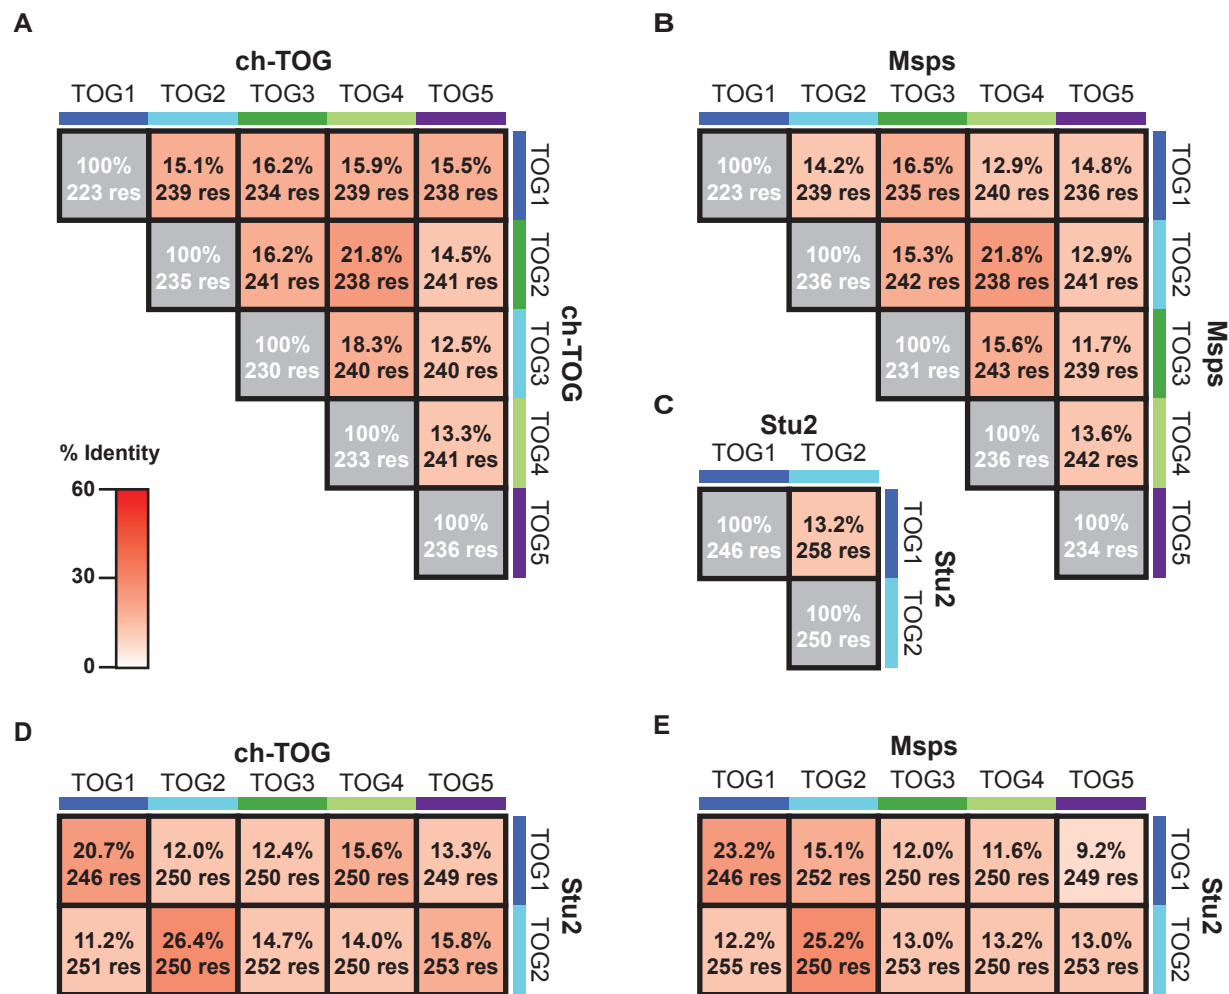 A
ch-TOG
TOG1 TOG2 TOG3 TOG4 TOG5
100% 15.1% 16.2% 15.9% 15.5%
223 res 239 res 234 res 239 res 238 res
TOG1
100% 16.2% 21.8% 14.5%
235 res 241 res 238 res 241 res
TOG2
100% 18.3% 12.5%
230 res 240 res 240 res
TOG3
100% 13.3%
233 res 241 res
TOG4
100%
236 res
TOG5
ch-TOG
% Identity
60
30
0
B
Msps
TOG1 TOG2 TOG3 TOG4 TOG5
100% 14.2% 16.5% 12.9% 14.8%
223 res 239 res 235 res 240 res 236 res
TOG1
100% 15.3% 21.8% 12.9%
236 res 242 res 238 res 241 res
TOG2
100% 15.6% 11.7%
231 res 243 res 239 res
TOG3
100% 13.6%
236 res 242 res
TOG4
100%
234 res
TOG5
Msps
C
Stu2
TOG1 TOG2
100% 13.2%
246 res 258 res
TOG1
100%
250 res
TOG2
Stu2
D
ch-TOG
TOG1 TOG2 TOG3 TOG4 TOG5
20.7% 12.0% 12.4% 15.6% 13.3%
246 res 250 res 250 res 250 res 249 res
TOG1
11.2% 26.4% 14.7% 14.0% 15.8%
251 res 250 res 252 res 250 res 253 res
TOG2
Stu2
E
Msps
TOG1 TOG2 TOG3 TOG4 TOG5
23.2% 15.1% 12.0% 11.6% 9.2%
246 res 252 res 250 res 250 res 249 res
TOG1
12.2% 25.2% 13.0% 13.2% 13.0%
255 res 250 res 253 res 250 res 253 res
TOG2
Stu2